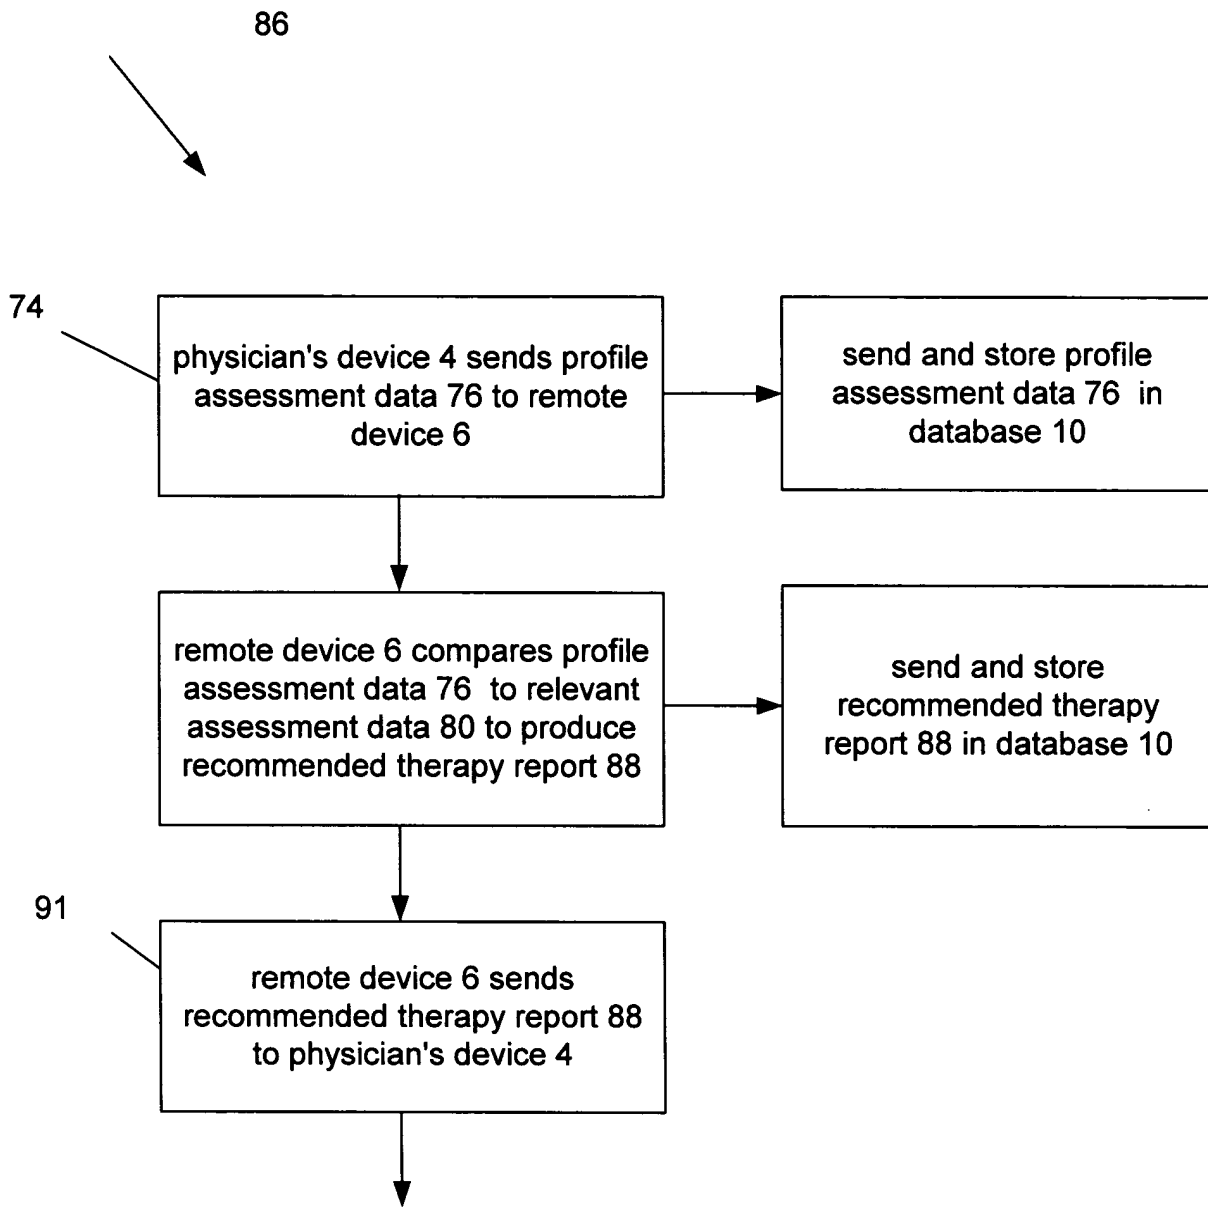 86
74
physician's device 4 sends profile
assessment data 76 to remote
device 6
send and store profile
assessment data 76 in
database 10
remote device 6 compares profile
assessment data 76 to relevant
assessment data 80 to produce
recommended therapy report 88
send and store
recommended therapy
report 88 in database 10
91
remote device 6 sends
recommended therapy report 88
to physician's device 4